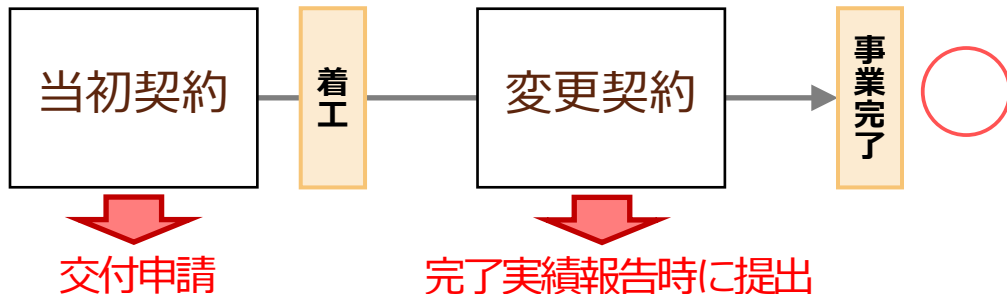 当初契約
着工
変更契約
事業完了
交付申請
完了実績報告時に提出